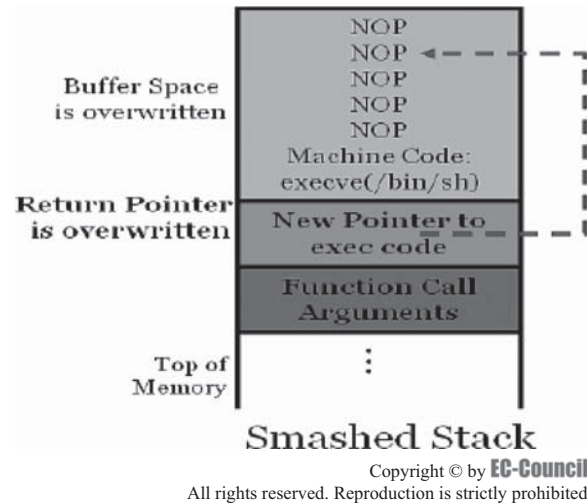 NOP
NOP
NOP
NOP
NOP
Machine Code:
execve(/bin/sh)
Buffer Space
is overwritten
Return Pointer
is overwritten
New Pointer to
exec code
Function Call
Arguments
Top of
Memory
⋮
Smashed Stack
Copyright © by EC-Council
All rights reserved. Reproduction is strictly prohibited